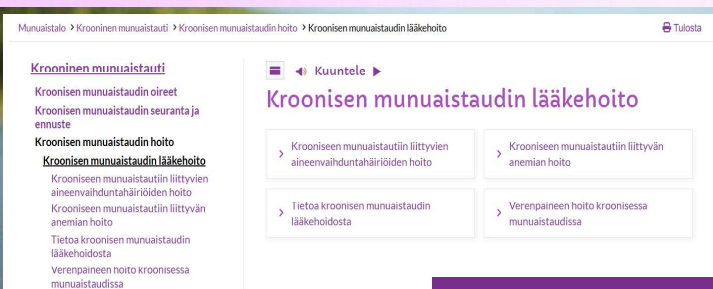 Munuaistalo > Krooninen munuaistauti > Kroonisen munuaistaudin hoito > Kroonisen munuaistaudin lääkehoito
Tulosta
Krooninen munuaistauti
Kroonisen munuaistaudin oireet
Kroonisen munuaistaudin seuranta ja
ennuste
Kroonisen munuaistaudin hoito
Kroonisen munuaistaudin lääkehoito
Krooniseen munuaistautiin liittyvien
aineenvaihduntahäiriöiden hoito
Krooniseen munuaistautiin liittyvän
anemian hoito
Tietoa kroonisen munuaistaudin
lääkehoidosta
Verenpaineen hoito kroonisessa
munuaistaudissa
Kuuntele
Kroonisen munuaistaudin lääkehoito
Krooniseen munuaistautiin liittyvien
aineenvaihduntahäiriöiden hoito
Krooniseen munuaistautiin liittyvän
anemian hoito
Tietoa kroonisen munuaistaudin
lääkehoidosta
Verenpaineen hoito kroonisessa
munuaistaudissa